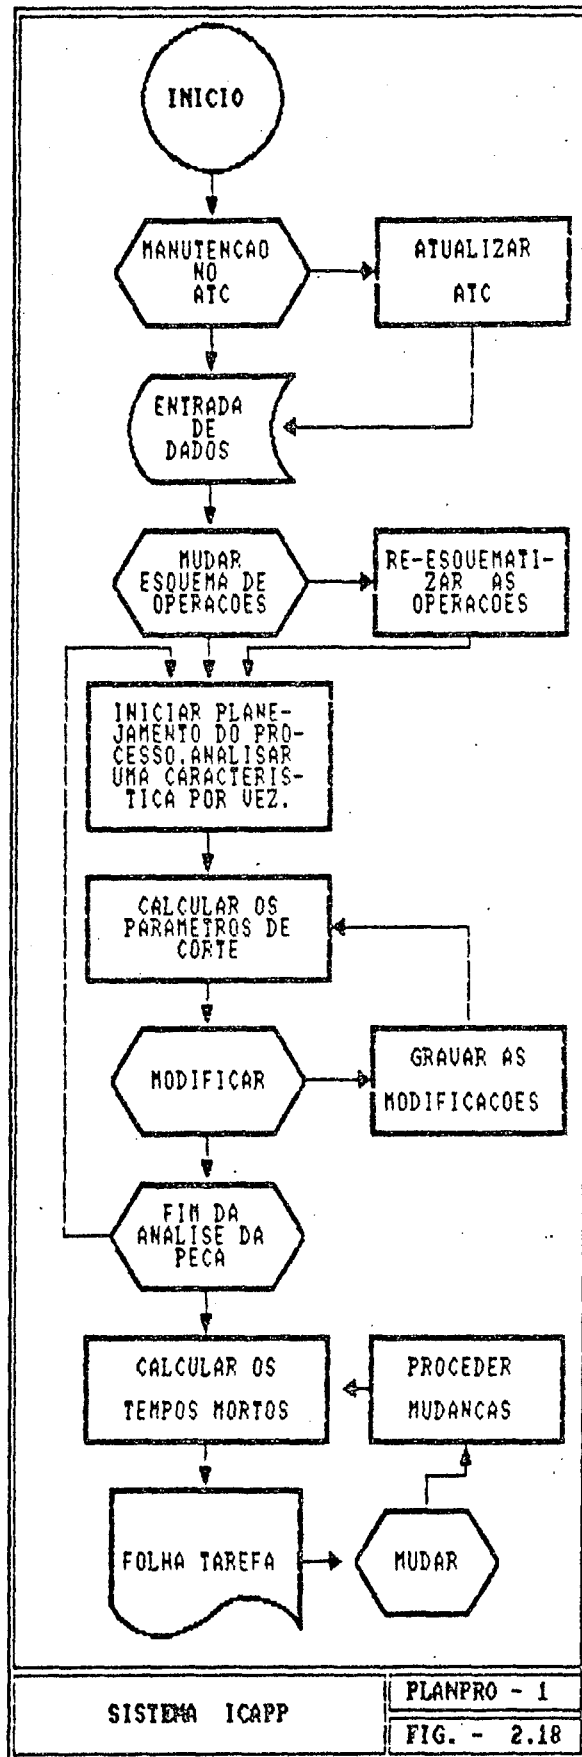 INICIO
MANUTENCAO
NO
ATC
ATUALIZAR
ATC
ENTRADA
DE
DADOS
MUDAR
ESQUEMA DE
OPERACOES
RE-ESQUEMATI-
ZAR AS
OPERACOES
INICIAR PLANE-
JAMENTO DO PRO-
CESSO.ANALISAR
UMA CARACTERIS-
TICA POR VEZ.
CALCULAR OS
PARAMETROS DE
CORTE
MODIFICAR
GRAVAR AS
MODIFICACOES
FIM DA
ANALISE DA
PECA
CALCULAR OS
TEMPOS MORTOS
PROCEDER
MUDANCAS
FOLHA TAREFA
MUDAR
SISTEMA ICAPP
PLANPRO - 1
FIG. - 2.18